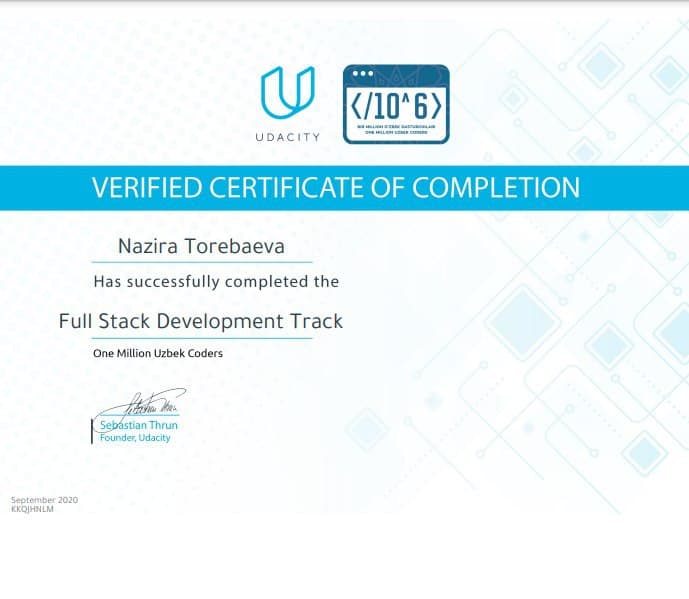 UDACITY
</10^6>
BIR MILLION O'ZBEK DASTURCHILARI
ONE MILLION UZBEK CODERS
VERIFIED CERTIFICATE OF COMPLETION
Nazira Torebaeva
Has successfully completed the
Full Stack Development Track
One Million Uzbek Coders
Sebastian Thrun
Founder, Udacity
September 2020
KKQJHNLM